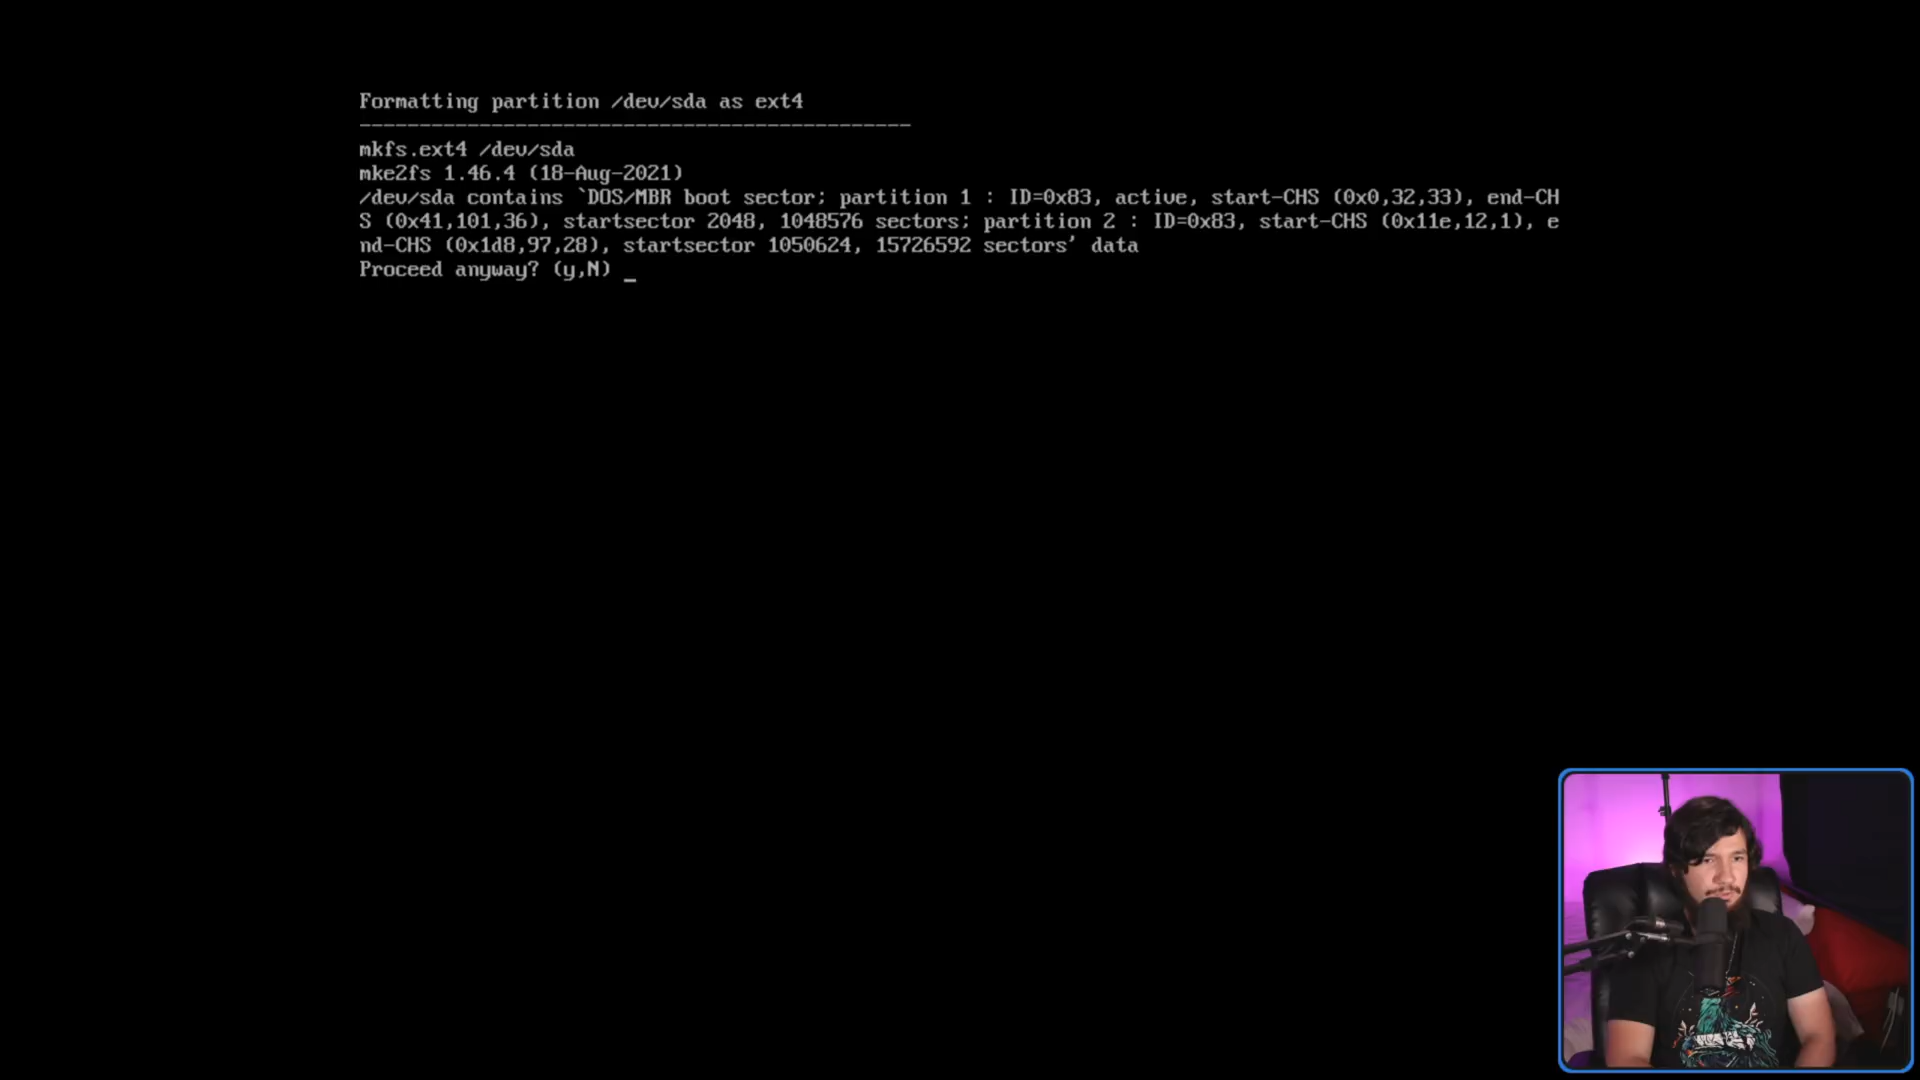 Formatting partition /dev/sda as ext4
----------------------------------------------
mkfs.ext4 /dev/sda
mke2fs 1.46.4 (18-Aug-2021)
/dev/sda contains `DOS/MBR boot sector; partition 1 : ID=0x83, active, start-CHS (0x0,32,33), end-CH
S (0x41,101,36), startsector 2048, 1048576 sectors; partition 2 : ID=0x83, start-CHS (0x11e,12,1), e
nd-CHS (0x1d8,97,28), startsector 1050624, 15726592 sectors' data
Proceed anyway? (y,N) _